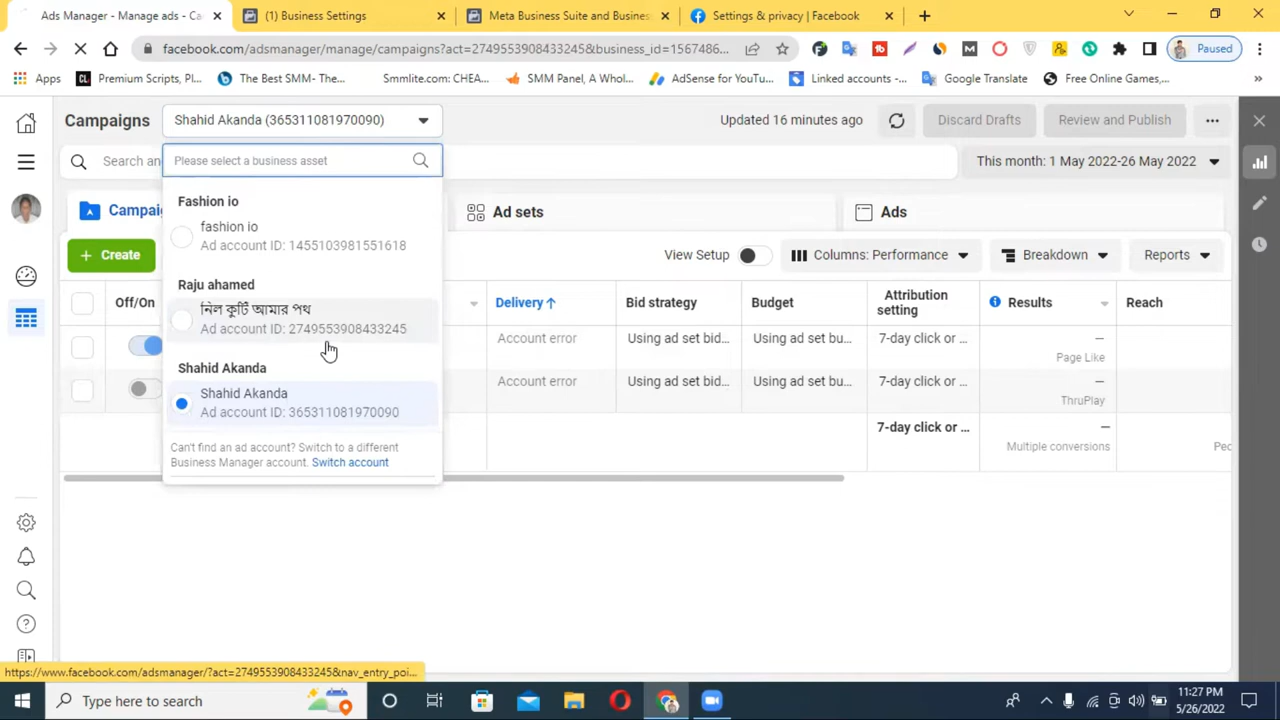 Ads Manager - Manage ads - Ca
(1) Business Settings
Meta Business Suite and Busines
Settings & privacy | Facebook
facebook.com/adsmanager/manage/campaigns?act=2749553908433245&business_id=1567486...
Paused
Apps
Premium Scripts, Pl...
The Best SMM- The...
Smmlite.com: CHEA...
SMM Panel, A Whol...
AdSense for YouTu...
Linked accounts -...
Google Translate
Free Online Games,...
»
Campaigns
Shahid Akanda (365311081970090)
Updated 16 minutes ago
Discard Drafts
Review and Publish
Search an
Please select a business asset
This month: 1 May 2022-26 May 2022
Campai
Ad sets
Ads
Fashion io
fashion io
Ad account ID: 1455103981551618
+ Create
View Setup
Columns: Performance
Breakdown
Reports
Raju ahamed
নিল কুটি আমার পথ
Ad account ID: 2749553908433245
Shahid Akanda
Shahid Akanda
Ad account ID: 365311081970090
Can't find an ad account? Switch to a different
Business Manager account. Switch account
Off/On
Delivery ↑
Bid strategy
Budget
Attribution
setting
Results
Reach
Account error
Using ad set bid...
Using ad set bu...
7-day click or ...
—
Page Like
Account error
Using ad set bid...
Using ad set bu...
7-day click or ...
—
ThruPlay
7-day click or ...
—
Multiple conversions
Pec
https://www.facebook.com/adsmanager/?act=2749553908433245&nav_entry_poi...
Type here to search
11:27 PM
5/26/2022